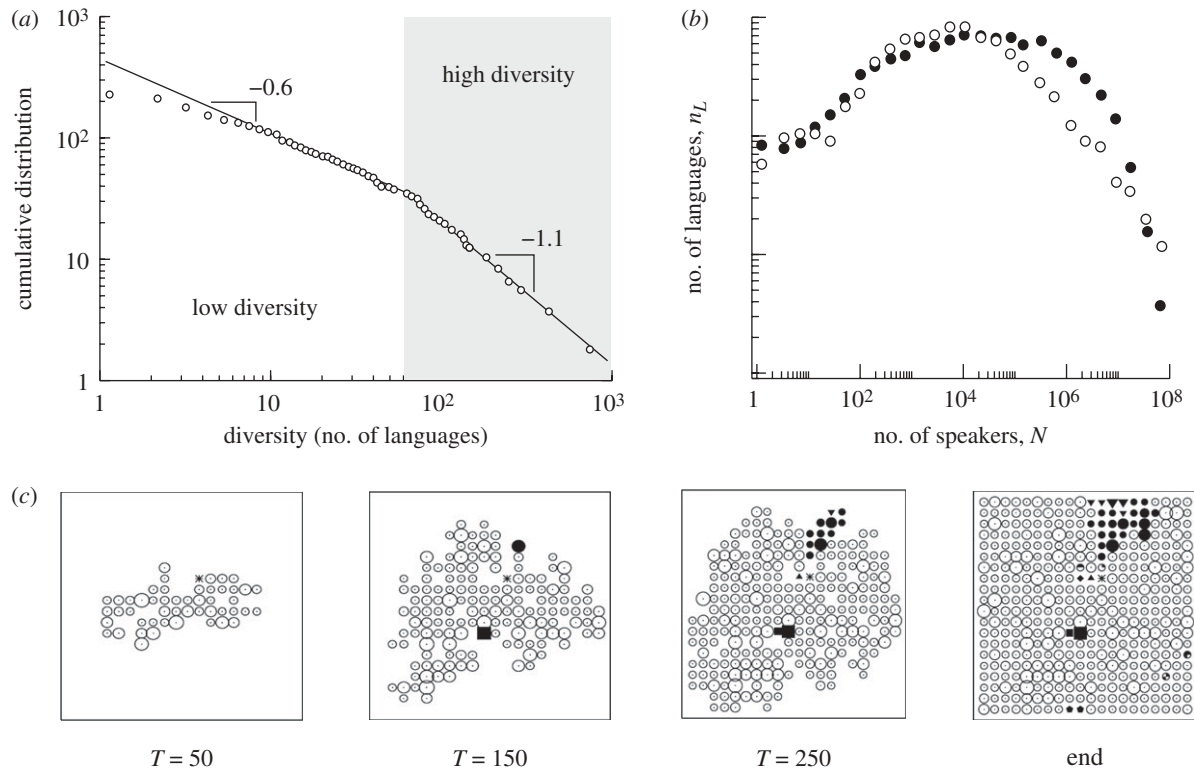 (a)
10³
10²
10
1
cumulative distribution
−0.6
high diversity
−1.1
low diversity
1 10 10² 10³
diversity (no. of languages)
(b)
no. of languages, n_L
1 10² 10⁴ 10⁶ 10⁸
no. of speakers, N
(c)
T = 50 T = 150 T = 250 end